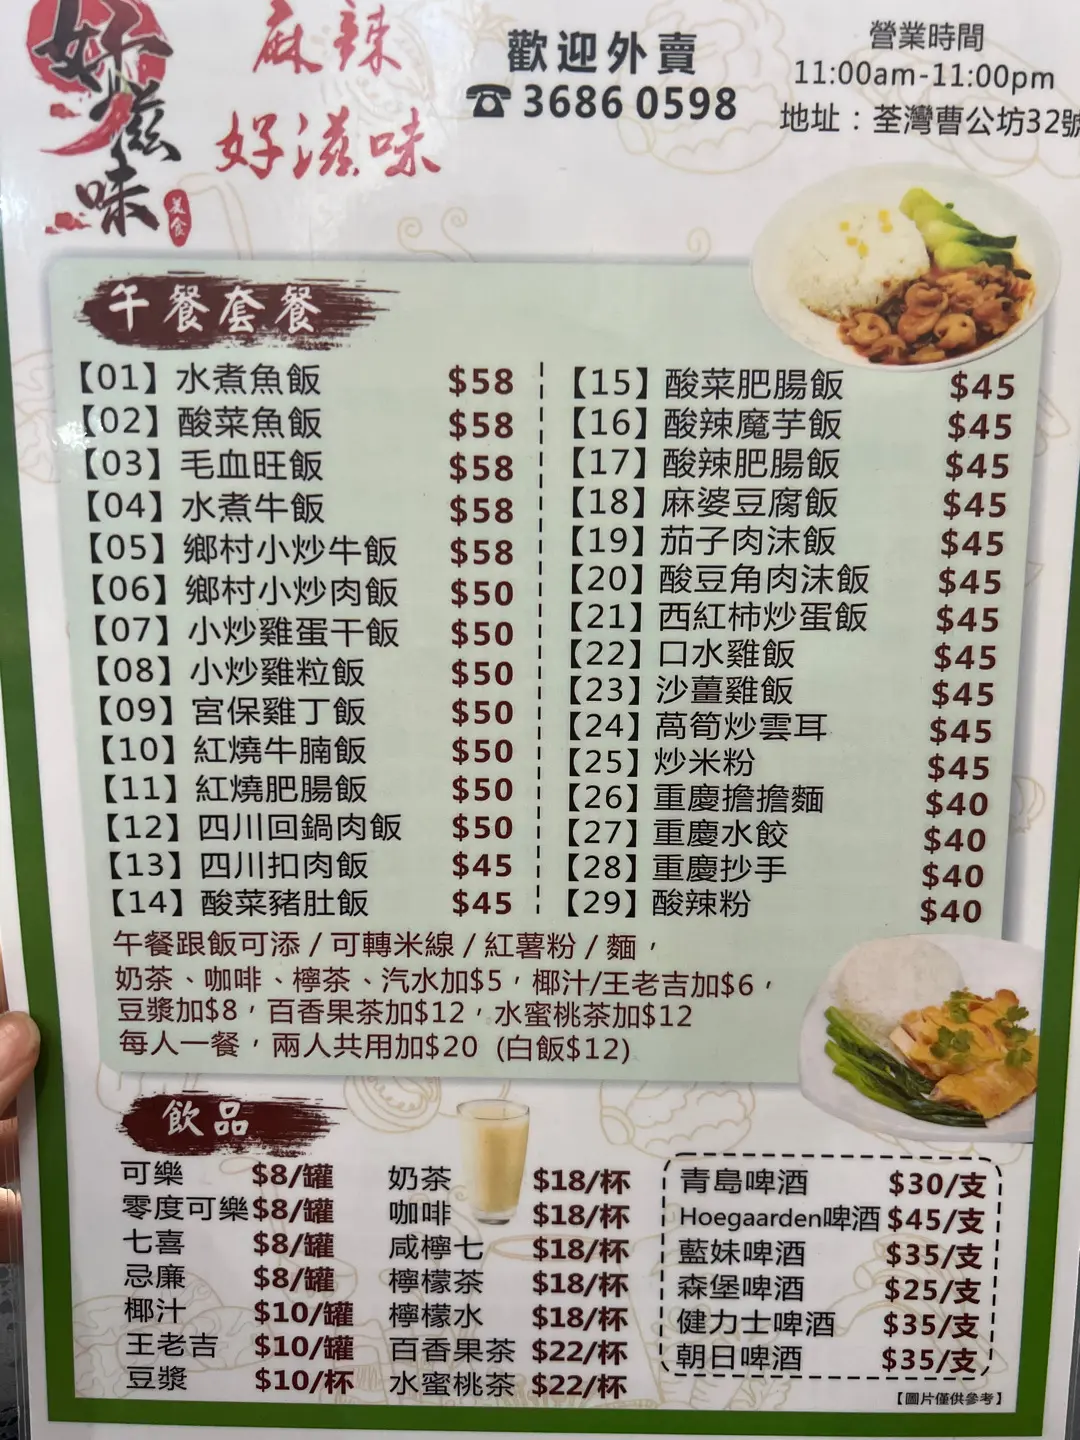 好滋味
美食
麻辣
好滋味
歡迎外賣
☎ 3686 0598
營業時間
11:00am-11:00pm
地址：荃灣曹公坊32號
午餐套餐
【01】水煮魚飯 $58
【02】酸菜魚飯 $58
【03】毛血旺飯 $58
【04】水煮牛飯 $58
【05】鄉村小炒牛飯 $58
【06】鄉村小炒肉飯 $50
【07】小炒雞蛋干飯 $50
【08】小炒雞粒飯 $50
【09】宮保雞丁飯 $50
【10】紅燒牛腩飯 $50
【11】紅燒肥腸飯 $50
【12】四川回鍋肉飯 $50
【13】四川扣肉飯 $45
【14】酸菜豬肚飯 $45
【15】酸菜肥腸飯 $45
【16】酸辣魔芋飯 $45
【17】酸辣肥腸飯 $45
【18】麻婆豆腐飯 $45
【19】茄子肉沫飯 $45
【20】酸豆角肉沫飯 $45
【21】西紅柿炒蛋飯 $45
【22】口水雞飯 $45
【23】沙薑雞飯 $45
【24】萵筍炒雲耳 $45
【25】炒米粉 $45
【26】重慶擔擔麵 $40
【27】重慶水餃 $40
【28】重慶抄手 $40
【29】酸辣粉 $40
午餐跟飯可添 / 可轉米線 / 紅薯粉 / 麵，
奶茶、咖啡、檸茶、汽水加$5，椰汁/王老吉加$6，
豆漿加$8，百香果茶加$12，水蜜桃茶加$12
每人一餐，兩人共用加$20 (白飯$12)
飲品
可樂 $8/罐
零度可樂 $8/罐
七喜 $8/罐
忌廉 $8/罐
椰汁 $10/罐
王老吉 $10/罐
豆漿 $10/杯
奶茶 $18/杯
咖啡 $18/杯
咸檸七 $18/杯
檸檬茶 $18/杯
檸檬水 $18/杯
百香果茶 $22/杯
水蜜桃茶 $22/杯
青島啤酒 $30/支
Hoegaarden啤酒 $45/支
藍妹啤酒 $35/支
森堡啤酒 $25/支
健力士啤酒 $35/支
朝日啤酒 $35/支
【圖片僅供參考】